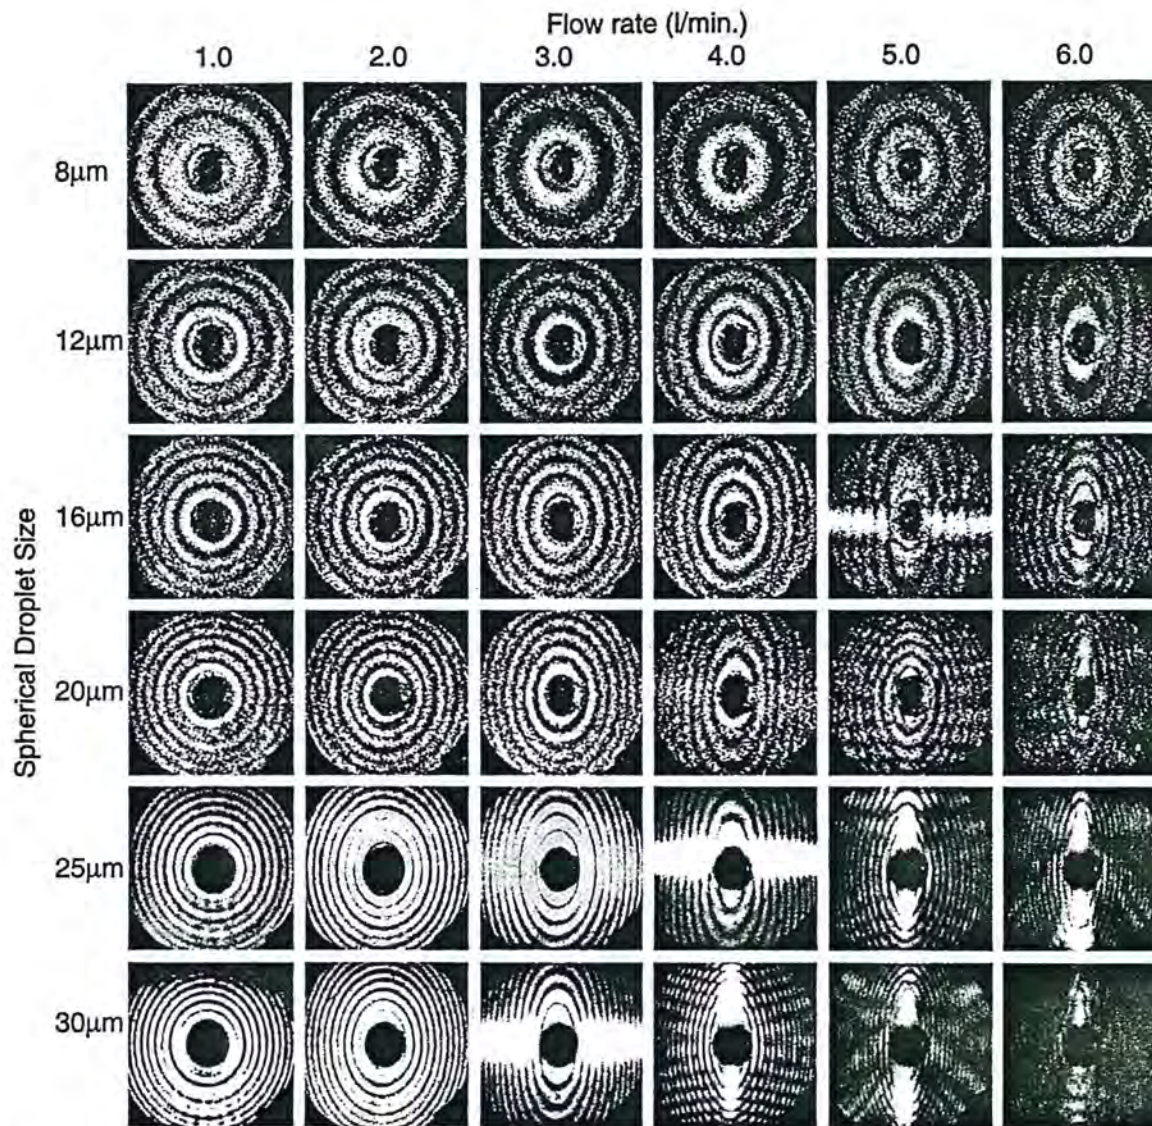 Flow rate (l/min.)
1.0 2.0 3.0 4.0 5.0 6.0
Spherical Droplet Size
8μm
12μm
16μm
20μm
25μm
30μm